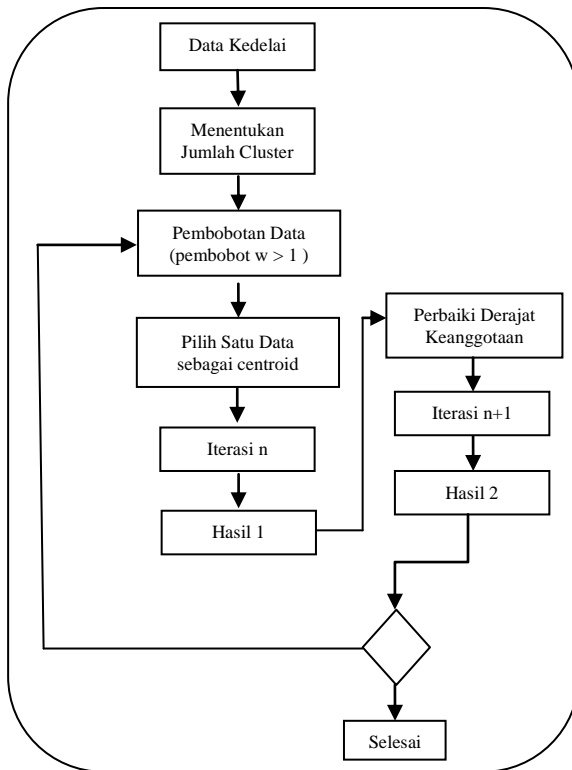 Data Kedelai
Menentukan
Jumlah Cluster
Pembobotan Data
(pembobot w > 1 )
Pilih Satu Data
sebagai centroid
Iterasi n
Hasil 1
Perbaiki Derajat
Keanggotaan
Iterasi n+1
Hasil 2
Selesai